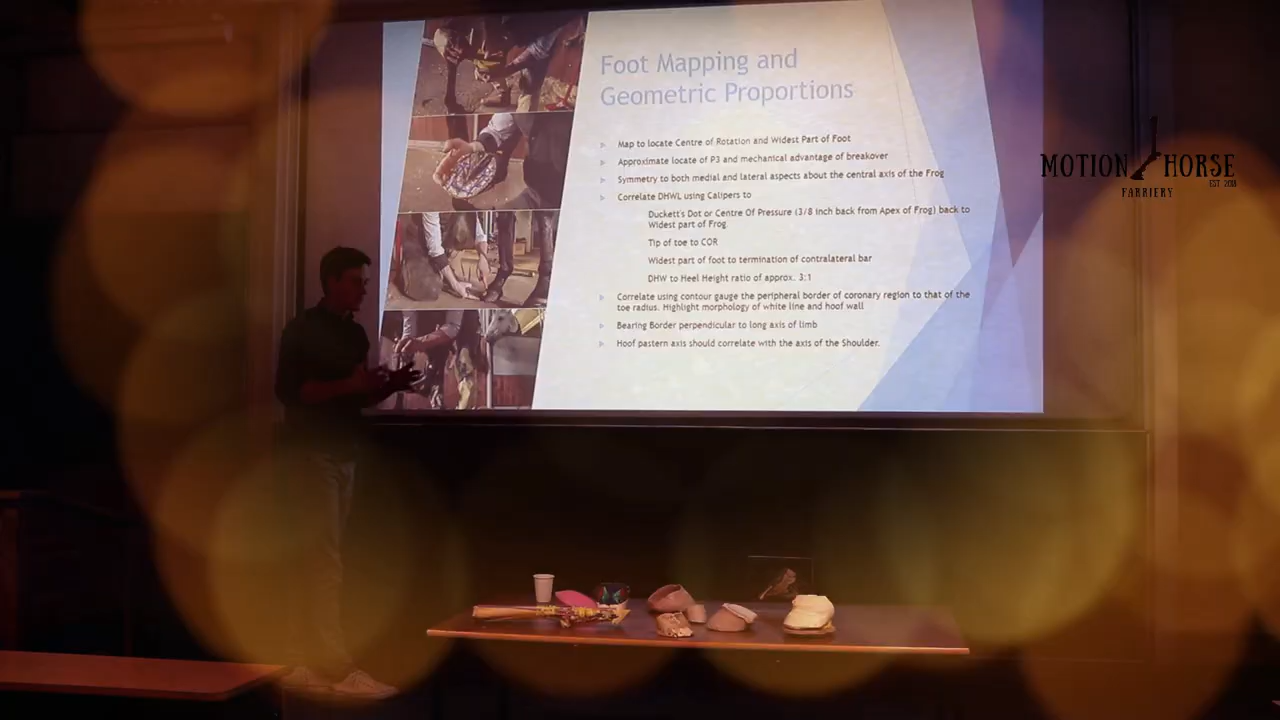 Foot Mapping and
Geometric Proportions
Map to locate Centre of Rotation and Widest Part of Foot
Approximate locate of P3 and mechanical advantage of breakover
Symmetry to both medial and lateral aspects about the central axis of the Frog
Correlate DHWL using Calipers to
Duckett's Dot or Centre Of Pressure (3/8 inch back from Apex of Frog) back to
Widest part of Frog
Tip of toe to COR
Widest part of foot to termination of contralateral bar
DHW to Heel Height ratio of approx. 3:1
Correlate using contour gauge the peripheral border of coronary region to that of the
toe radius. Highlight morphology of white line and hoof wall
Bearing Border perpendicular to long axis of limb
Hoof pastern axis should correlate with the axis of the Shoulder.
MOTION HORSE
EST 2018
FARRIERY